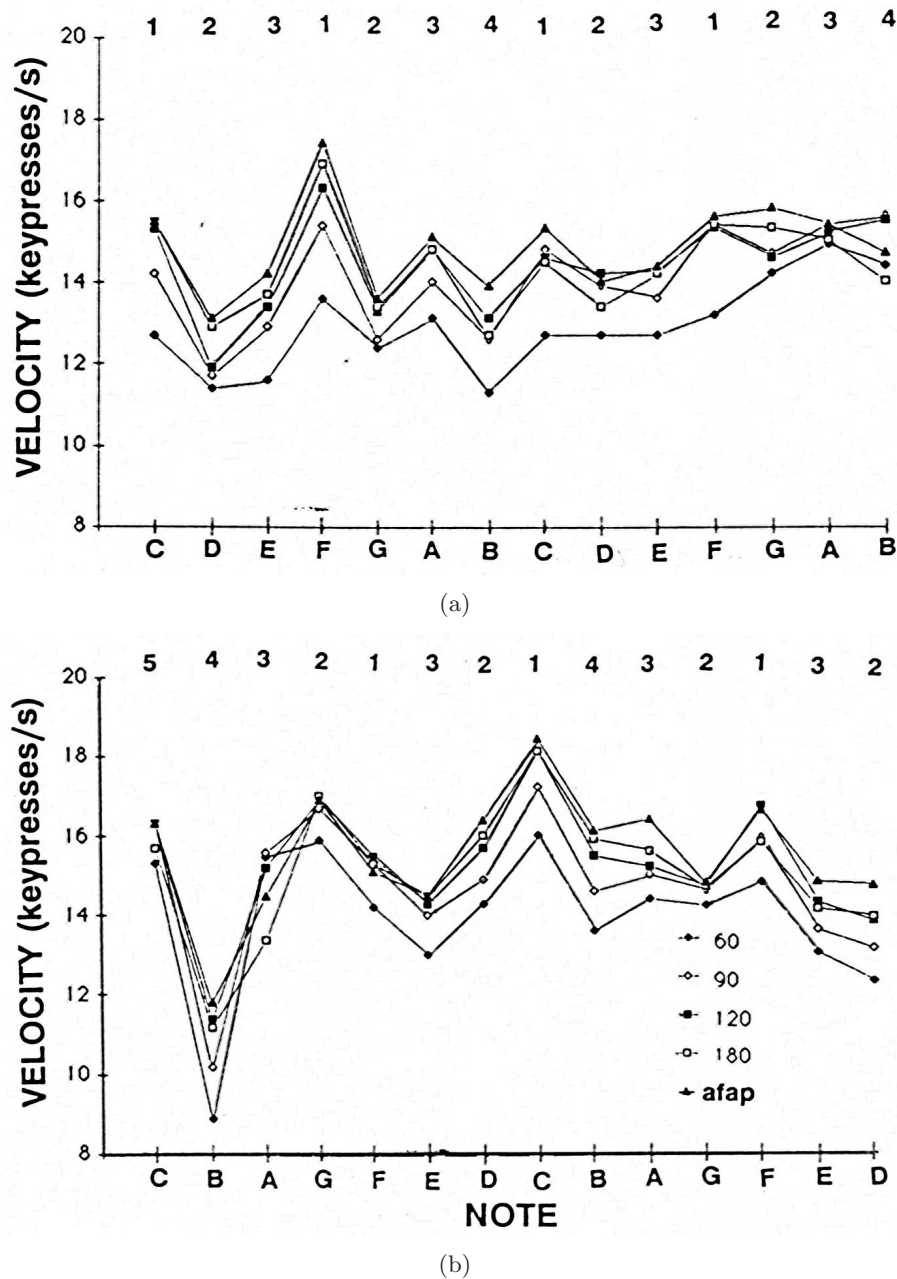 1 2 3 1 2 3 4 1 2 3 1 2 3 4
20
18
16
14
12
10
8
VELOCITY (keypresses/s)
C D E F G A B C D E F G A B
(a)
5 4 3 2 1 3 2 1 4 3 2 1 3 2
20
18
16
14
12
10
8
VELOCITY (keypresses/s)
60
90
120
180
afap
C B A G F E D C B A G F E D
NOTE
(b)